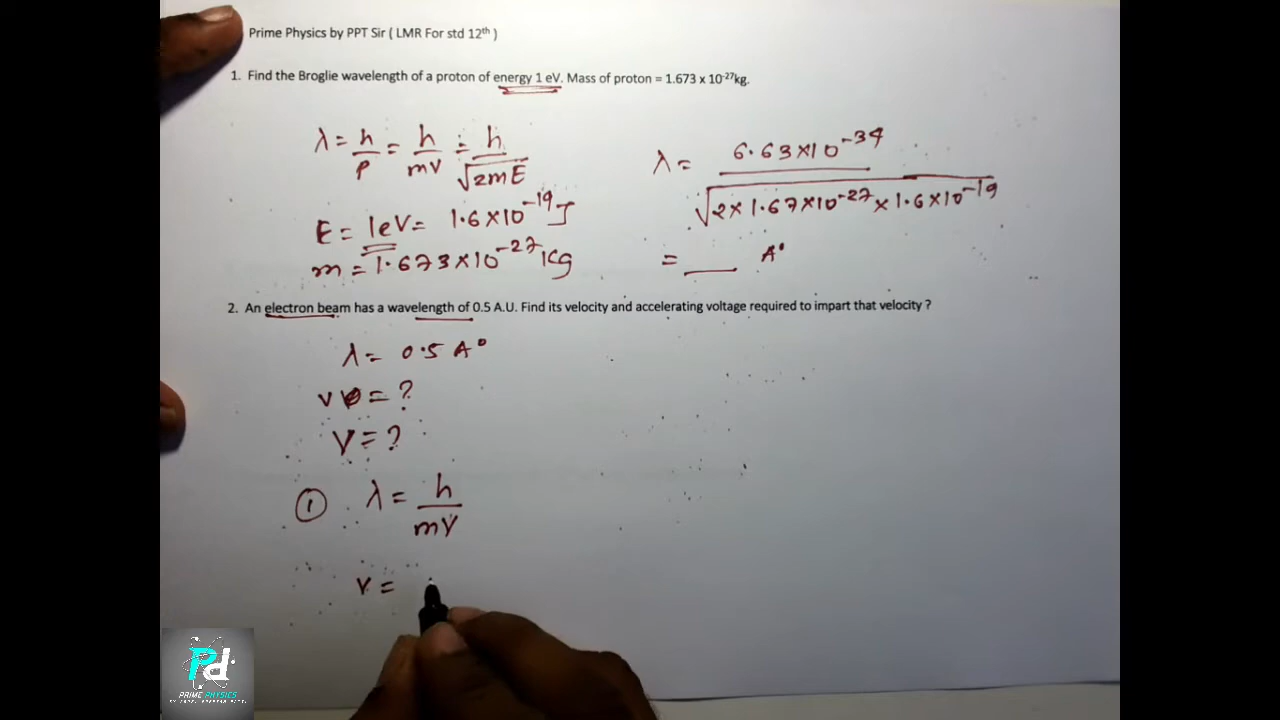 Prime Physics by PPT Sir ( LMR For std 12th )
1. Find the Broglie wavelength of a proton of energy 1 eV. Mass of proton = 1.673 x 10-27kg.
λ = h/p = h/mv = h/√2mE
E = 1eV = 1.6×10^-19 J
m = 1.673×10^-27 Kg
λ = 6.63×10^-34 / √2×1.67×10^-27×1.6×10^-19
= ___ A°
2. An electron beam has a wavelength of 0.5 A.U. Find its velocity and accelerating voltage required to impart that velocity ?
λ = 0.5 A°
v = ?
V = ?
① λ = h/mV
v =
Pd
PRIME PHYSICS